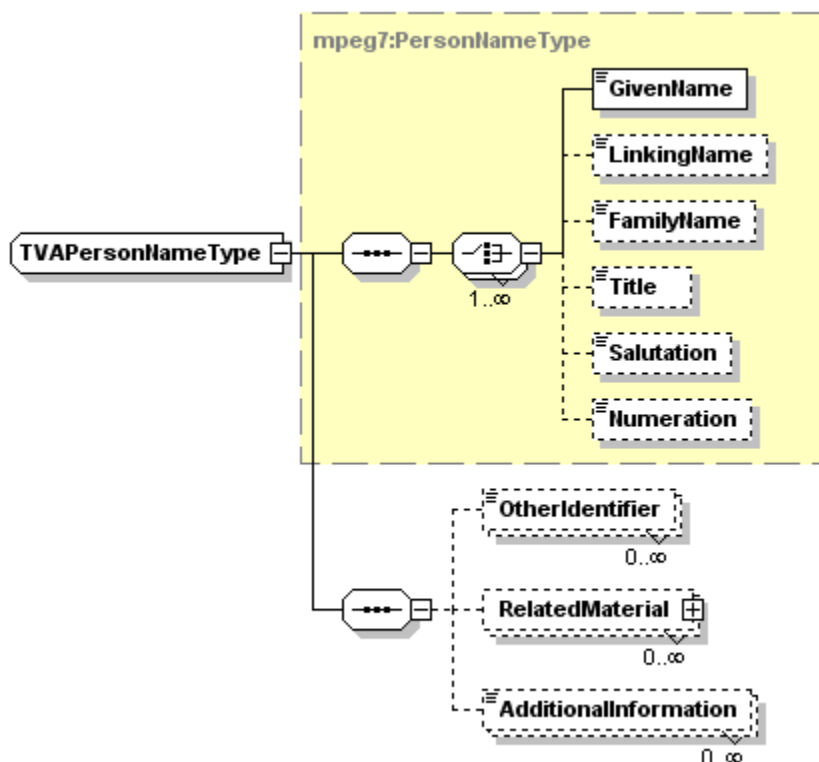 mpeg7:PersonNameType
GivenName
LinkingName
FamilyName
TVAPersonNameType
Title
1..∞
Salutation
Numeration
OtherIdentifier
0..∞
RelatedMaterial
0..∞
AdditionalInformation
0..∞